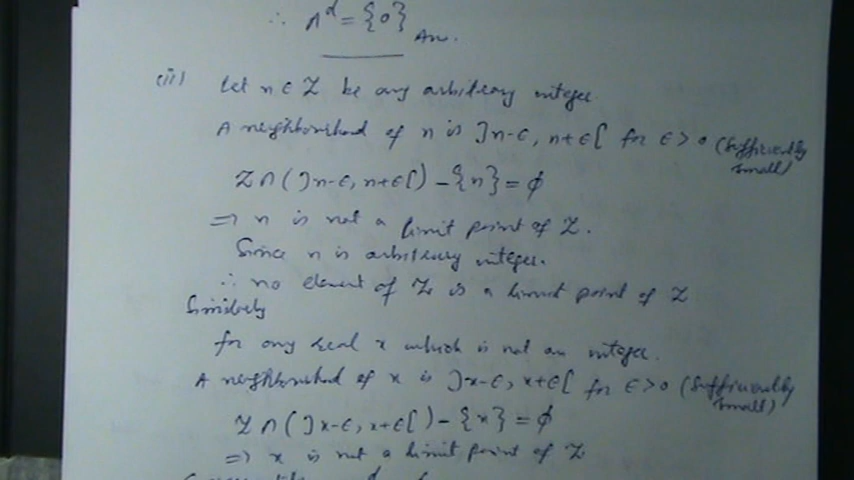 ∴ A^d = {0} Ans.
(ii) Let n ∈ Z be any arbitrary integer.
A neighbourhood of n is ]n-ϵ, n+ϵ[ for ϵ>0 (Sufficiently small)
Z∩(]n-ϵ, n+ϵ[) - {n} = ϕ
⇒ n is not a limit point of Z.
Since n is arbitrary integer.
∴ no element of Z is a limit point of Z
Similarly
for any real x which is not an integer.
A neighbourhood of x is ]x-ϵ, x+ϵ[ for ϵ>0 (Sufficiently small)
Z∩(]x-ϵ, x+ϵ[) - {x} = ϕ
⇒ x is not a limit point of Z